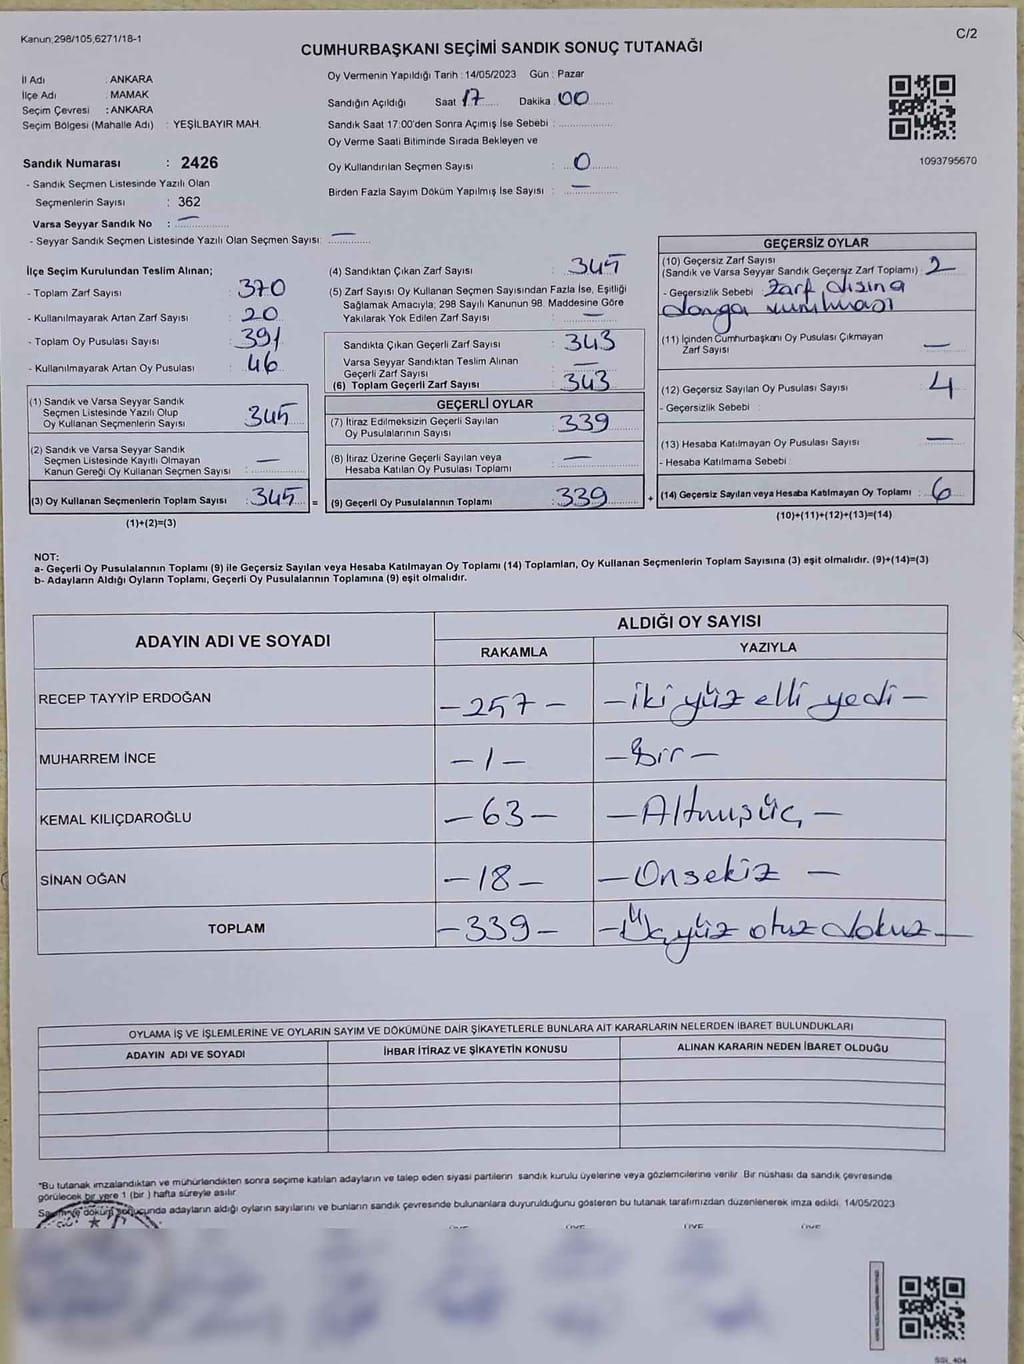 Kanun;298/105,6271/18-1
C/2
CUMHURBAŞKANI SEÇİMİ SANDIK SONUÇ TUTANAĞI
İl Adı : ANKARA
İlçe Adı : MAMAK
Seçim Çevresi : ANKARA
Seçim Bölgesi (Mahalle Adı) : YEŞİLBAYIR MAH.
Sandık Numarası : 2426
- Sandık Seçmen Listesinde Yazılı Olan
Seçmenlerin Sayısı : 362
Varsa Seyyar Sandık No : —
- Seyyar Sandık Seçmen Listesinde Yazılı Olan Seçmen Sayısı: —
Oy Vermenin Yapıldığı Tarih : 14/05/2023 Gün : Pazar
Sandığın Açıldığı Saat 17 Dakika 00
Sandık Saat 17:00'den Sonra Açımış İse Sebebi :
Oy Verme Saati Bitiminde Sırada Bekleyen ve
Oy Kullandırılan Seçmen Sayısı : 0
Birden Fazla Sayım Döküm Yapılmış İse Sayısı : —
1093795670
İlçe Seçim Kurulundan Teslim Alınan;
- Toplam Zarf Sayısı : 370
- Kullanılmayarak Artan Zarf Sayısı : 20
- Toplam Oy Pusulası Sayısı : 391
- Kullanılmayarak Artan Oy Pusulası : 46
(1) Sandık ve Varsa Seyyar Sandık
Seçmen Listesinde Yazılı Olup
Oy Kullanan Seçmenlerin Sayısı : 345
(2) Sandık ve Varsa Seyyar Sandık
Seçmen Listesinde Kayıtlı Olmayan
Kanun Gereği Oy Kullanan Seçmen Sayısı : —
(3) Oy Kullanan Seçmenlerin Toplam Sayısı : 345 =
(1)+(2)=(3)
(4) Sandıktan Çıkan Zarf Sayısı : 345
(5) Zarf Sayısı Oy Kullanan Seçmen Sayısından Fazla İse, Eşitliği
Sağlamak Amacıyla; 298 Sayılı Kanunun 98. Maddesine Göre
Yakılarak Yok Edilen Zarf Sayısı : —
Sandıkta Çıkan Geçerli Zarf Sayısı : 343
Varsa Seyyar Sandıktan Teslim Alınan
Geçerli Zarf Sayısı : —
(6) Toplam Geçerli Zarf Sayısı : 343
GEÇERLİ OYLAR
(7) İtiraz Edilmeksizin Geçerli Sayılan
Oy Pusulalarının Sayısı : 339
(8) İtiraz Üzerine Geçerli Sayılan veya
Hesaba Katılan Oy Pusulası Toplamı : —
(9) Geçerli Oy Pusulalarının Toplamı : 339 +
GEÇERSİZ OYLAR
(10) Geçersiz Zarf Sayısı
(Sandık ve Varsa Seyyar Sandık Geçersiz Zarf Toplamı) : 2
- Geçersizlik Sebebi : Zarf dışına
damga vurulması
(11) İçinden Cumhurbaşkanı Oy Pusulası Çıkmayan
Zarf Sayısı : —
(12) Geçersiz Sayılan Oy Pusulası Sayısı : 4
- Geçersizlik Sebebi :
(13) Hesaba Katılmayan Oy Pusulası Sayısı : —
- Hesaba Katılmama Sebebi :
(14) Geçersiz Sayılan veya Hesaba Katılmayan Oy Toplamı : 6
(10)+(11)+(12)+(13)=(14)
NOT:
a- Geçerli Oy Pusulalarının Toplamı (9) ile Geçersiz Sayılan veya Hesaba Katılmayan Oy Toplamı (14) Toplamları, Oy Kullanan Seçmenlerin Toplam Sayısına (3) eşit olmalıdır. (9)+(14)=(3)
b- Adayların Aldığı Oyların Toplamı, Geçerli Oy Pusulalarının Toplamına (9) eşit olmalıdır.
ADAYIN ADI VE SOYADI
ALDIĞI OY SAYISI
RAKAMLA YAZIYLA
RECEP TAYYİP ERDOĞAN – 257 – – iki yüz elli yedi –
MUHARREM İNCE – 1 – – Bir –
KEMAL KILIÇDAROĞLU – 63 – – Altmışüç –
SİNAN OĞAN – 18 – – Onsekiz –
TOPLAM – 339 – – Üçyüz otuz dokuz –
OYLAMA İŞ VE İŞLEMLERİNE VE OYLARIN SAYIM VE DÖKÜMÜNE DAİR ŞİKAYETLERLE BUNLARA AİT KARARLARIN NELERDEN İBARET BULUNDUKLARI
ADAYIN ADI VE SOYADI İHBAR İTİRAZ VE ŞİKAYETİN KONUSU ALINAN KARARIN NEDEN İBARET OLDUĞU
*Bu tutanak imzalandıktan ve mühürlendikten sonra seçime katılan adayların ve talep eden siyasi partilerin sandık kurulu üyelerine veya gözlemcilerine verilir. Bir nüshası da sandık çevresinde
görülecek bir yere 1 (bir ) hafta süreyle asılır.
Sayım ve döküm sonucunda adayların aldığı oyların sayılarını ve bunların sandık çevresinde bulunanlara duyurulduğunu gösteren bu tutanak tarafımızdan düzenlenerek imza edildi. 14/05/2023